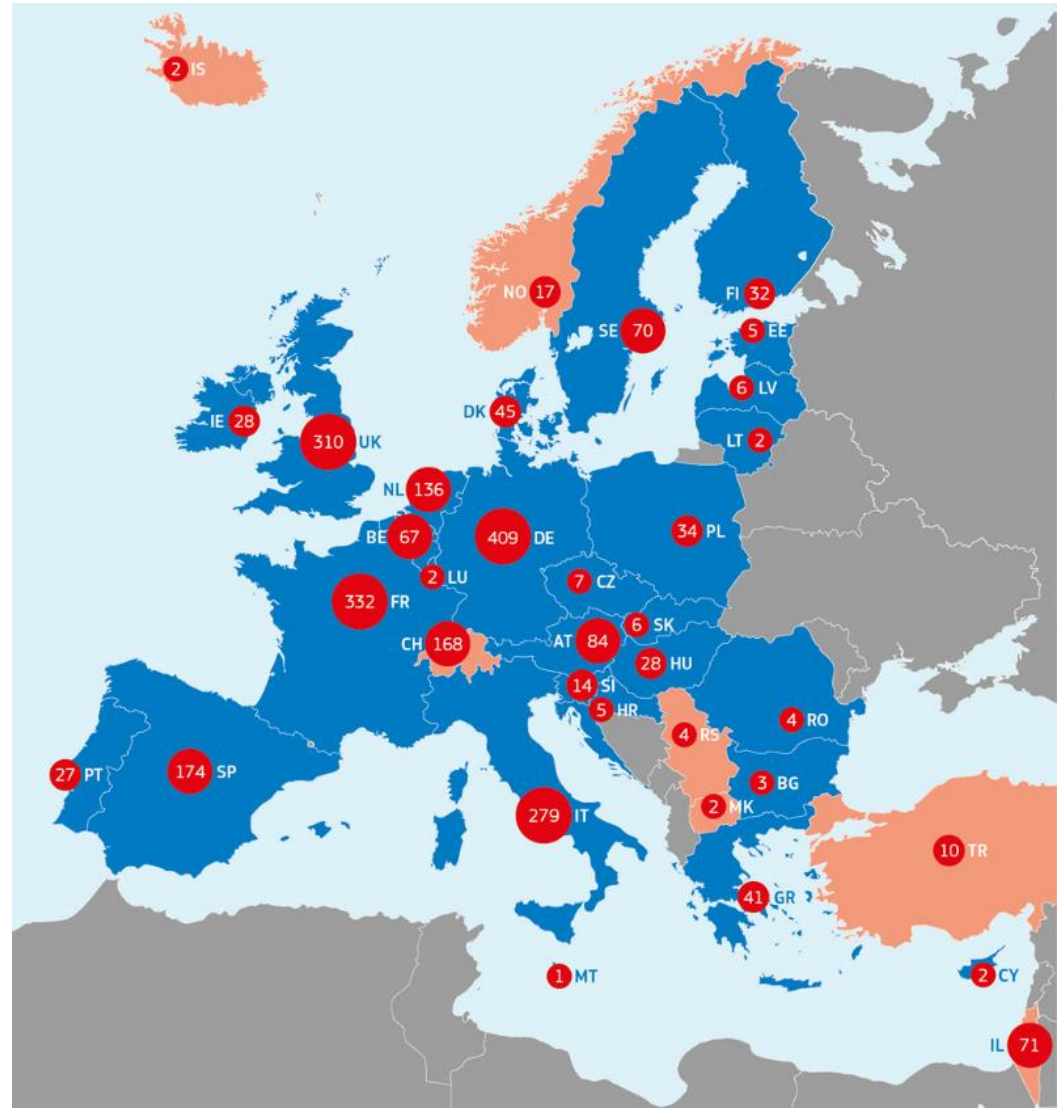 2 IS
NO 17
FI 32
SE 70
5 EE
6 LV
DK 45
IE 28
LT 2
310 UK
NL 136
34 PL
BE 67
409 DE
2 LU
7 CZ
332 FR
6 SK
CH 168
AT 84
28 HU
14 SI
5 HR
4 RO
4 RS
27 PT
174 SP
3 BG
2 MK
279 IT
10 TR
41 GR
1 MT
2 CY
IL 71